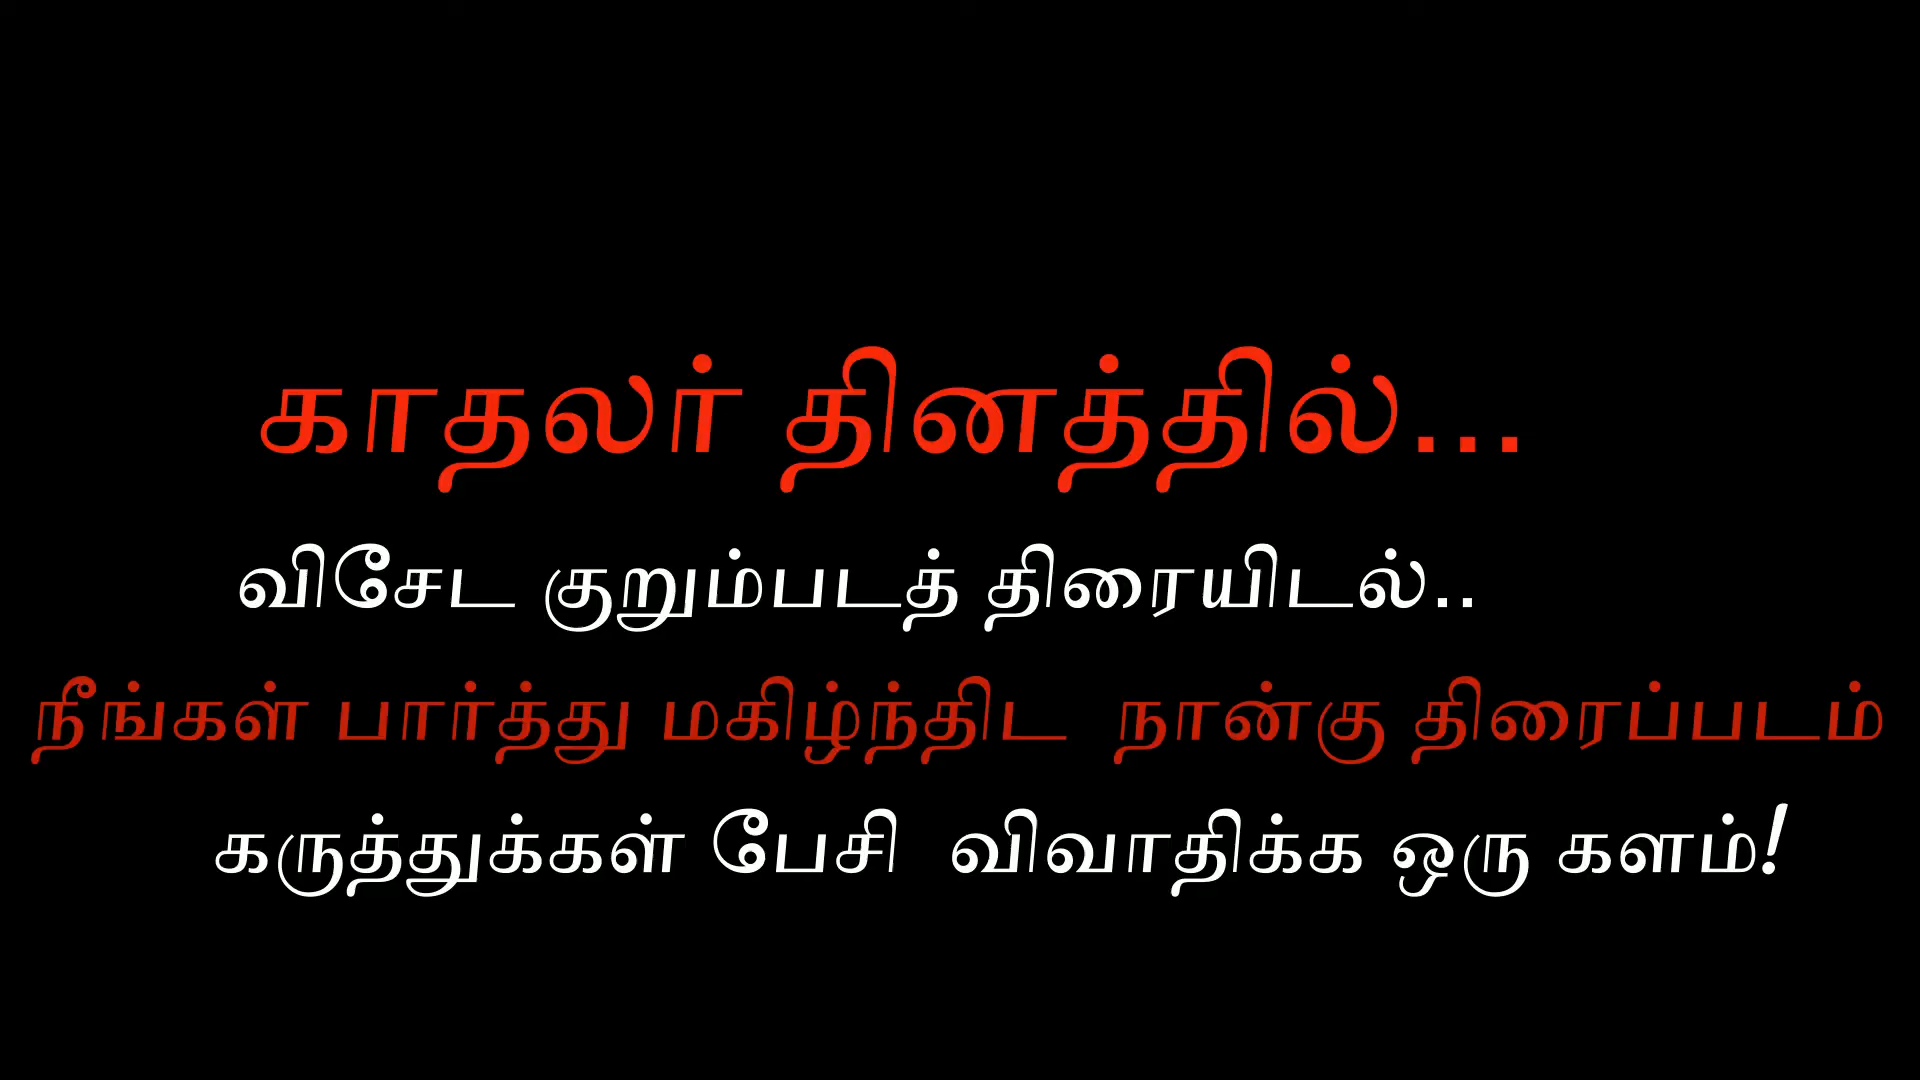 காதலர் தினத்தில்...
விசேட குறும்படத் திரையிடல்..
நீங்கள் பார்த்து மகிழ்ந்திட நான்கு திரைப்படம்
கருத்துக்கள் பேசி விவாதிக்க ஒரு களம்!